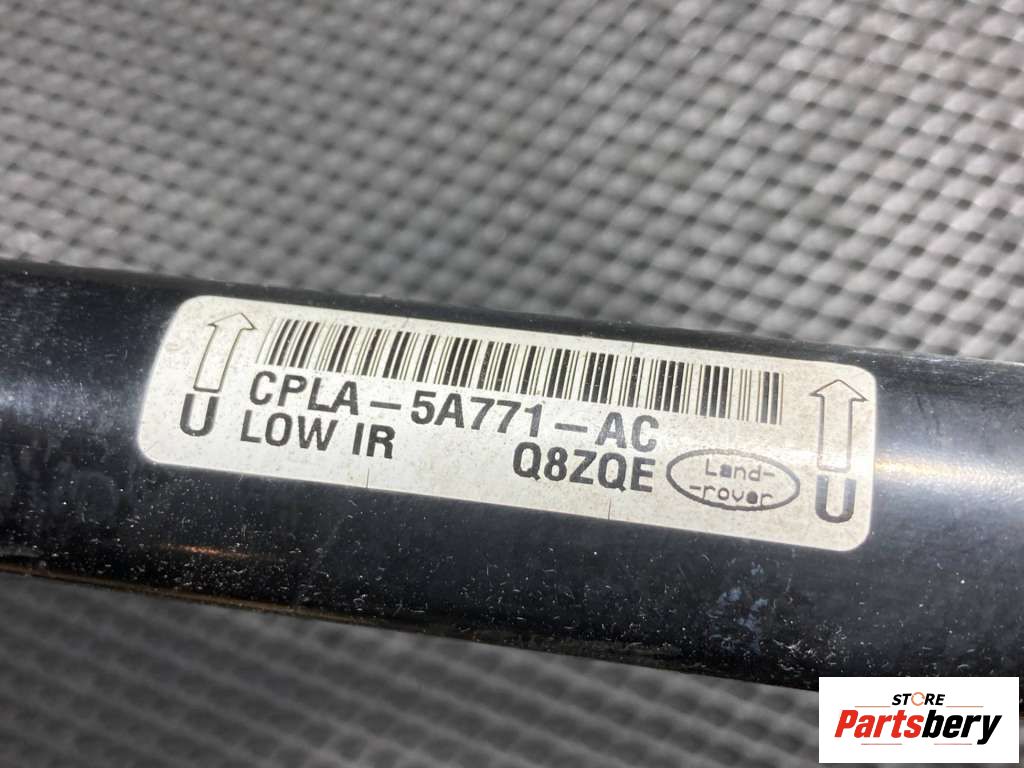 CPLA-5A771-AC
U LOW IR Q8ZQE Land-
-rover U
STORE
Partsbery